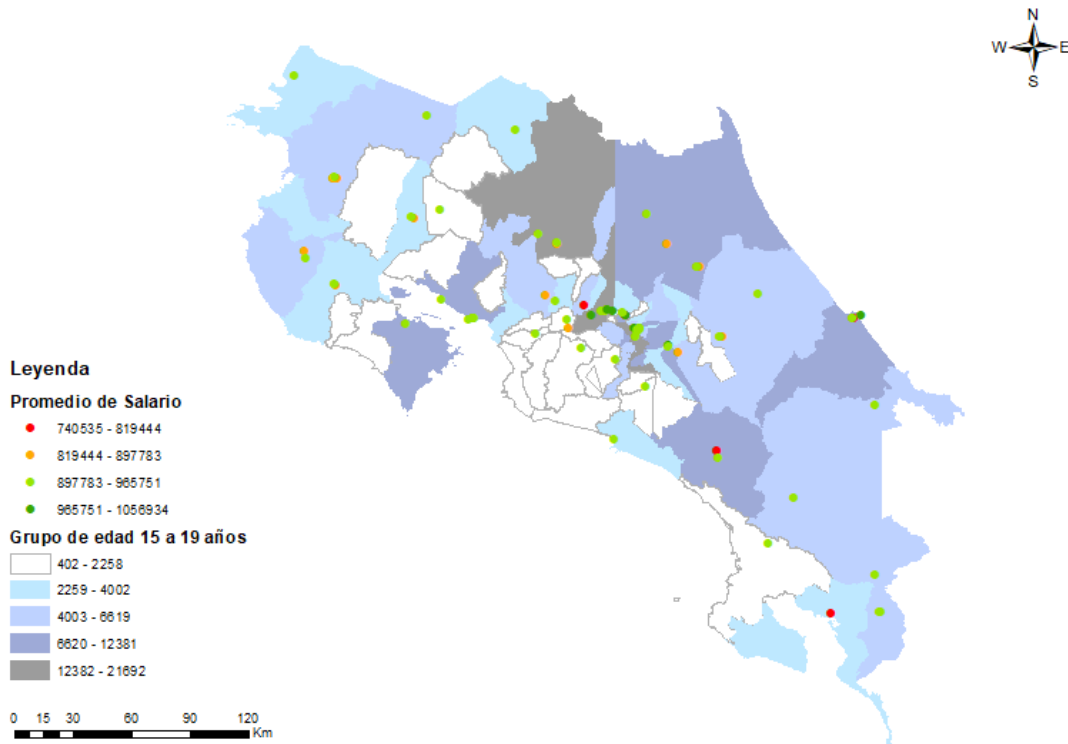 N
W E
S
Leyenda
Promedio de Salario
740535 - 819444
819444 - 897783
897783 - 965751
965751 - 1056934
Grupo de edad 15 a 19 años
402 - 2258
2259 - 4002
4003 - 6619
6620 - 12381
12382 - 21692
0 15 30 60 90 120
Km